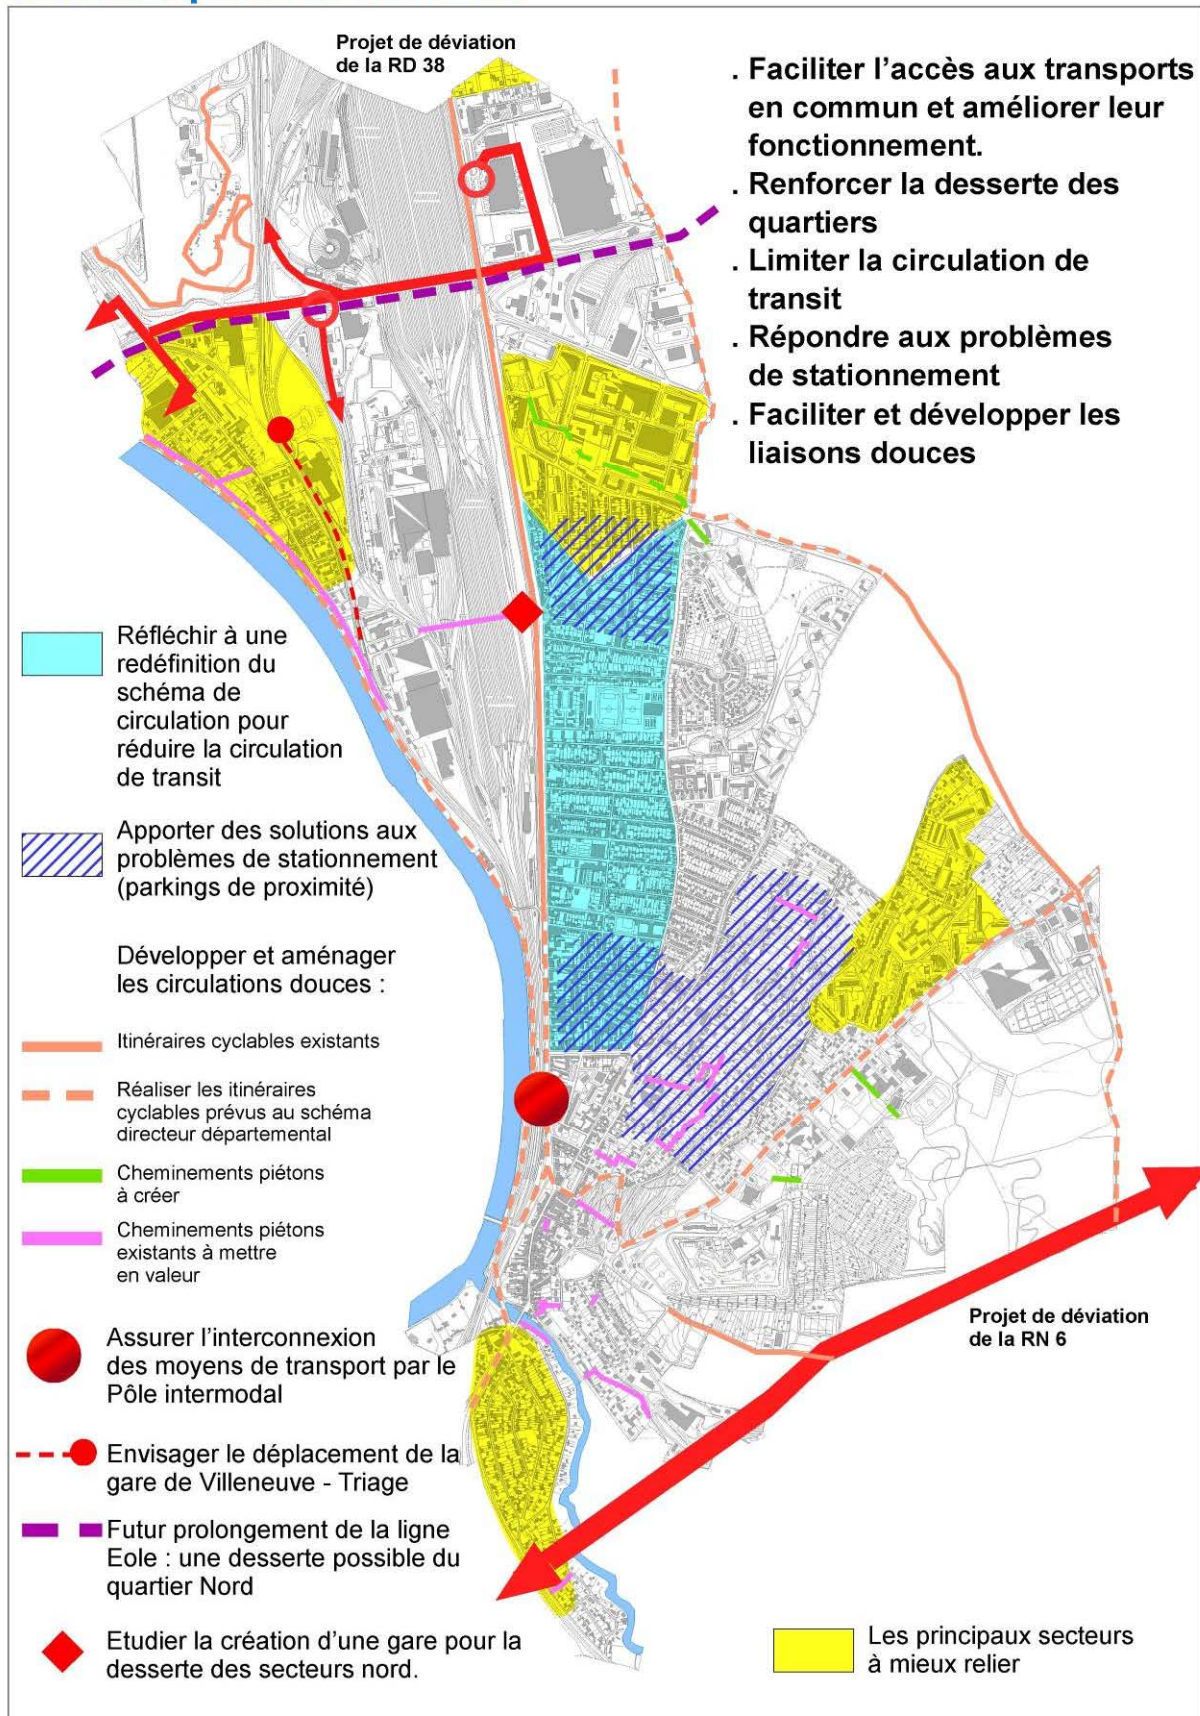 Projet de déviation
de la RD 38
. Faciliter l'accès aux transports
en commun et améliorer leur
fonctionnement.
. Renforcer la desserte des
quartiers
. Limiter la circulation de
transit
. Répondre aux problèmes
de stationnement
. Faciliter et développer les
liaisons douces
Réfléchir à une
redéfinition du
schéma de
circulation pour
réduire la circulation
de transit
Apporter des solutions aux
problèmes de stationnement
(parkings de proximité)
Développer et aménager
les circulations douces :
Itinéraires cyclables existants
Réaliser les itinéraires
cyclables prévus au schéma
directeur départemental
Cheminements piétons
à créer
Cheminements piétons
existants à mettre
en valeur
Assurer l'interconnexion
des moyens de transport par le
Pôle intermodal
Envisager le déplacement de la
gare de Villeneuve - Triage
Futur prolongement de la ligne
Eole : une desserte possible du
quartier Nord
Etudier la création d'une gare pour la
desserte des secteurs nord.
Projet de déviation
de la RN 6
Les principaux secteurs
à mieux relier